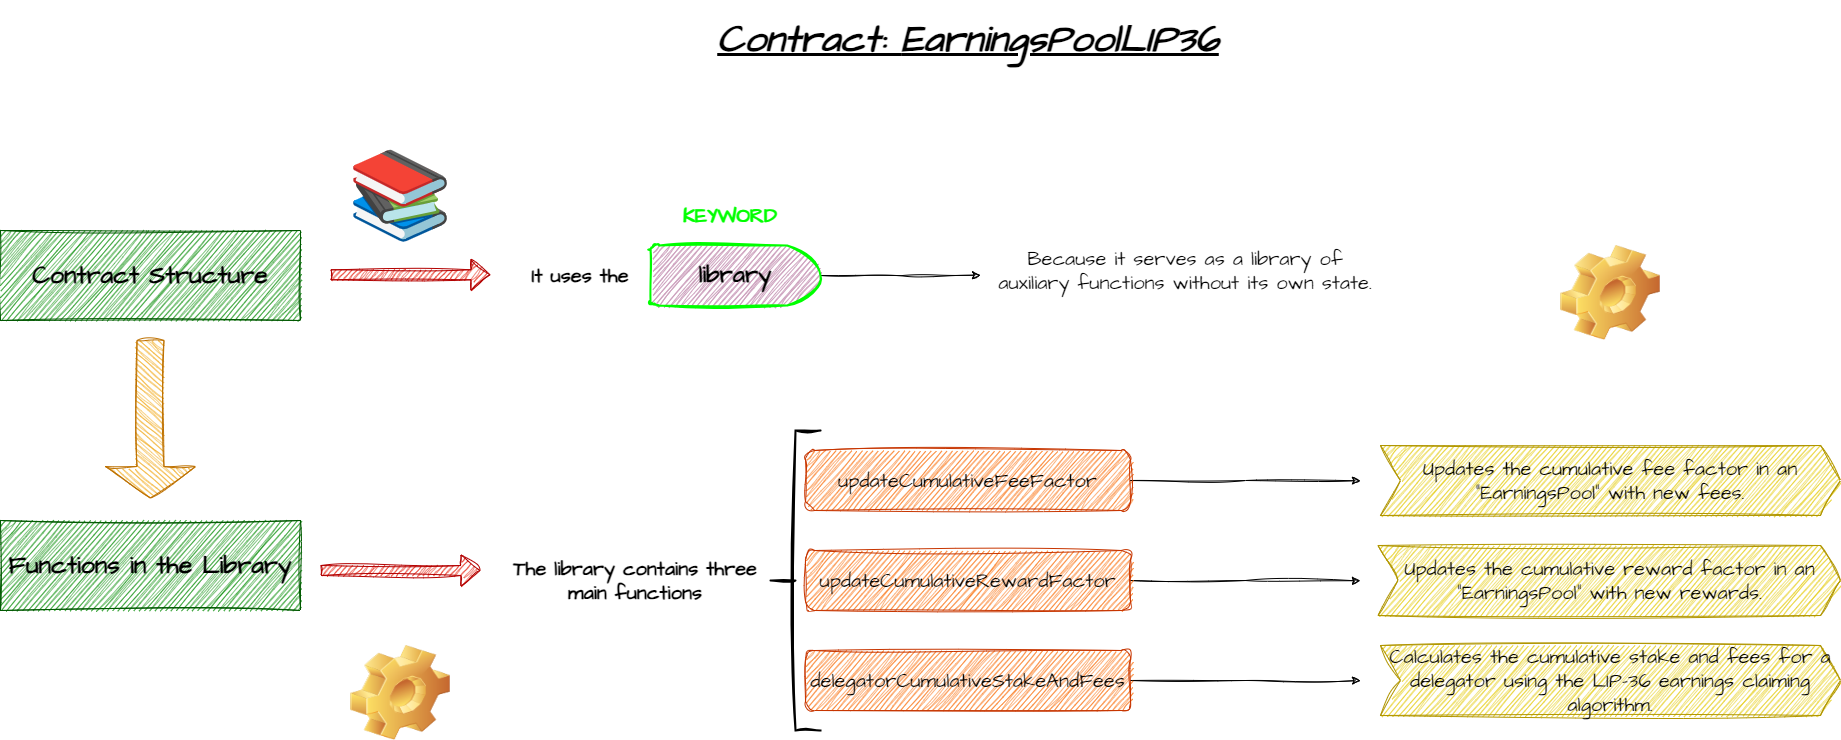 Contract: EarningsPoolLIP36
KEYWORD
Contract Structure
It uses the
library
Because it serves as a library of
auxiliary functions without its own state.
Functions in the Library
The library contains three
main functions
updateCumulativeFeeFactor
Updates the cumulative fee factor in an
"EarningsPool" with new fees.
updateCumulativeRewardFactor
Updates the cumulative reward factor in an
"EarningsPool" with new rewards.
delegatorCumulativeStakeAndFees
Calculates the cumulative stake and fees for a
delegator using the LIP-36 earnings claiming
algorithm.